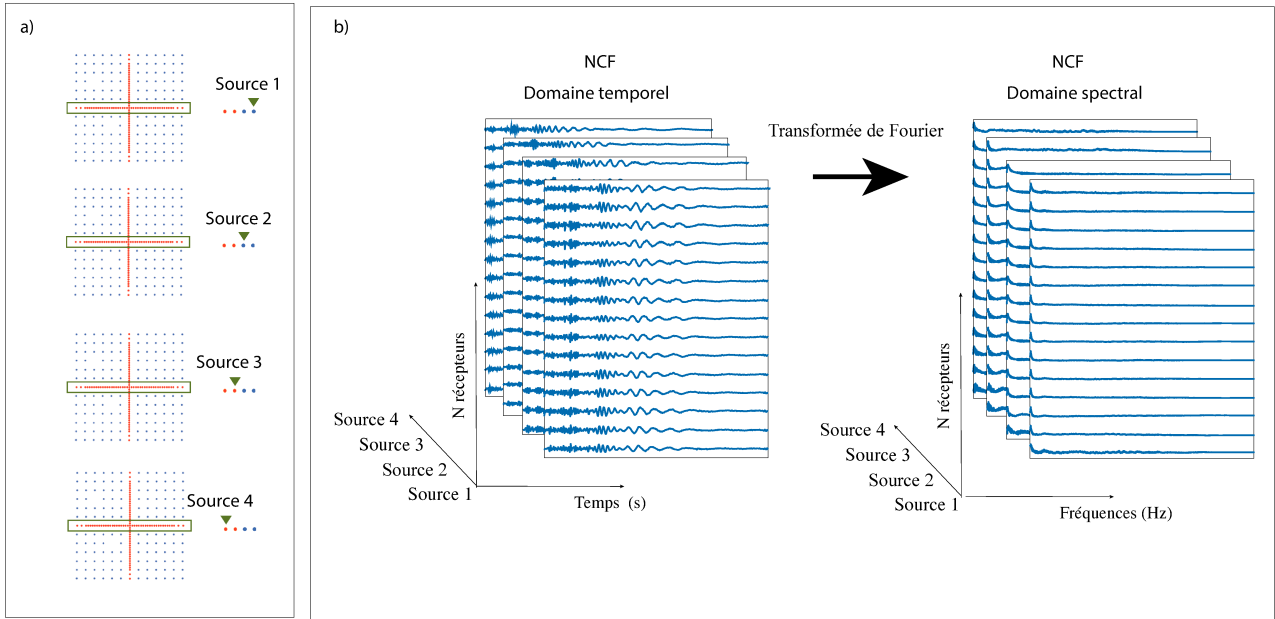 a)
Source 1
Source 2
Source 3
Source 4
b)
NCF
Domaine temporel
N récepteurs
Source 4
Source 3
Source 2
Source 1
Temps (s)
Transformée de Fourier
NCF
Domaine spectral
N récepteurs
Source 4
Source 3
Source 2
Source 1
Fréquences (Hz)